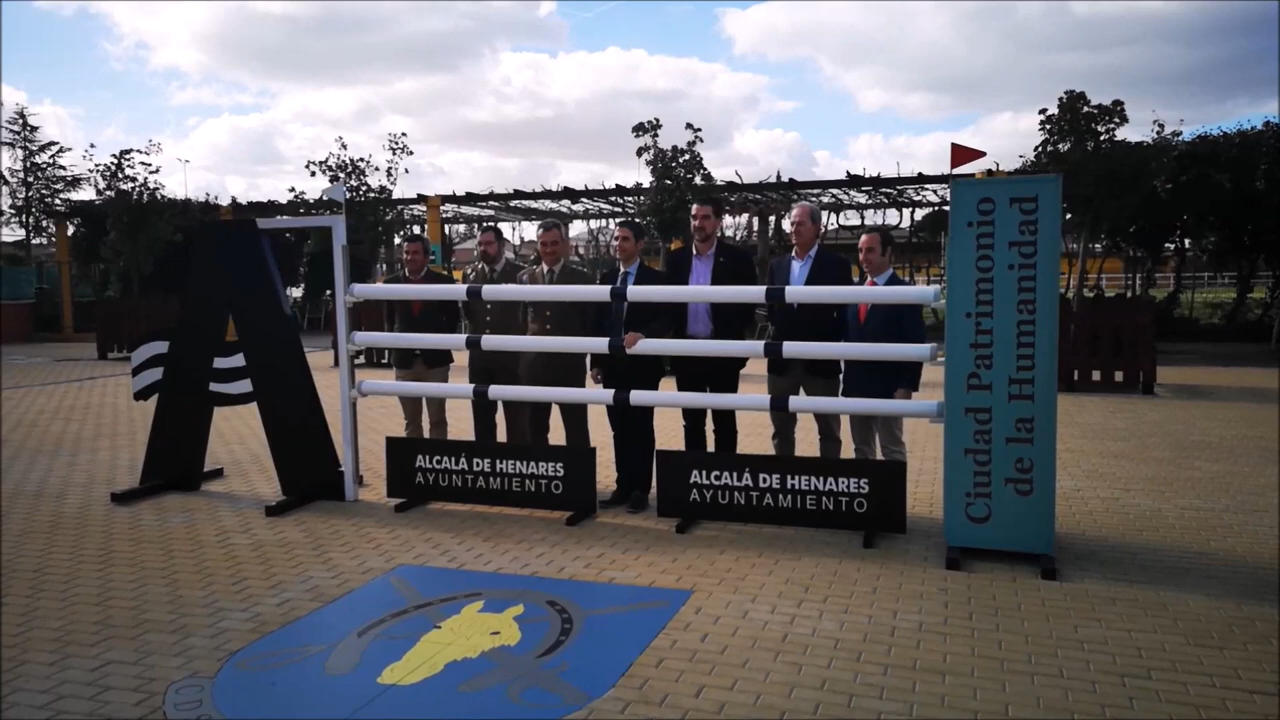 ALCALÁ DE HENARES
AYUNTAMIENTO
ALCALÁ DE HENARES
AYUNTAMIENTO
Ciudad Patrimonio
de la Humanidad